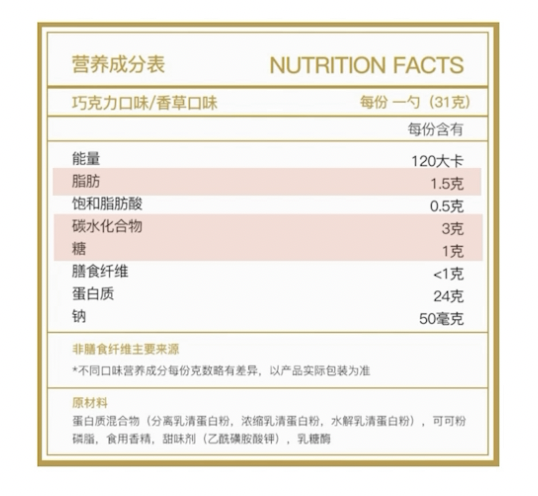 营养成分表 NUTRITION FACTS
巧克力口味/香草口味 每份 一勺（31克）
每份含有
能量 120大卡
脂肪 1.5克
饱和脂肪酸 0.5克
碳水化合物 3克
糖 1克
膳食纤维 <1克
蛋白质 24克
钠 50毫克
非膳食纤维主要来源
*不同口味营养成分每份克数略有差异，以产品实际包装为准
原材料
蛋白质混合物（分离乳清蛋白粉，浓缩乳清蛋白粉，水解乳清蛋白粉），可可粉
磷脂，食用香精，甜味剂（乙酰磺胺酸钾），乳糖酶